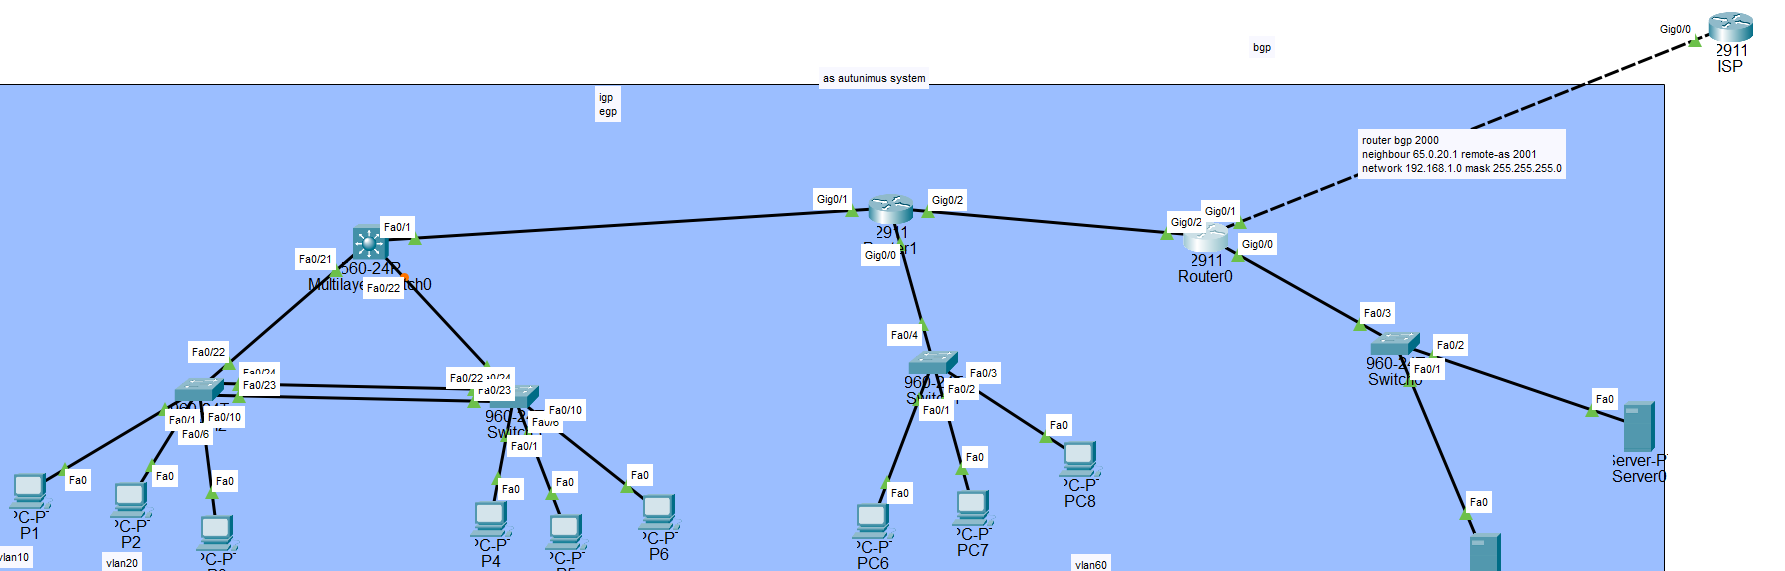 Gig0/0
2911
ISP
bgp
as autunimus system
igp
egp
router bgp 2000
neighbour 65.0.20.1 remote-as 2001
network 192.168.1.0 mask 255.255.255.0
Gig0/1
Gig0/2
2911
Gig0/0
Gig0/2
Gig0/1
Gig0/0
2911
Router0
Fa0/1
Fa0/21
Fa0/22
Fa0/3
Fa0/2
Fa0/1
Fa0
Server0
Fa0
Fa0/4
Fa0/3
Fa0/2
Fa0/1
Fa0
PC8
Fa0
PC7
Fa0
PC6
vlan60
Fa0/22
Fa0/24
Fa0/23
Fa0/1
Fa0/10
Fa0/6
Fa0
P1
Fa0
P2
Fa0
vlan10
vlan20
Fa0/22
Fa0/23
Fa0/10
Fa0/6
Fa0/1
Fa0
P4
Fa0
Fa0
P6